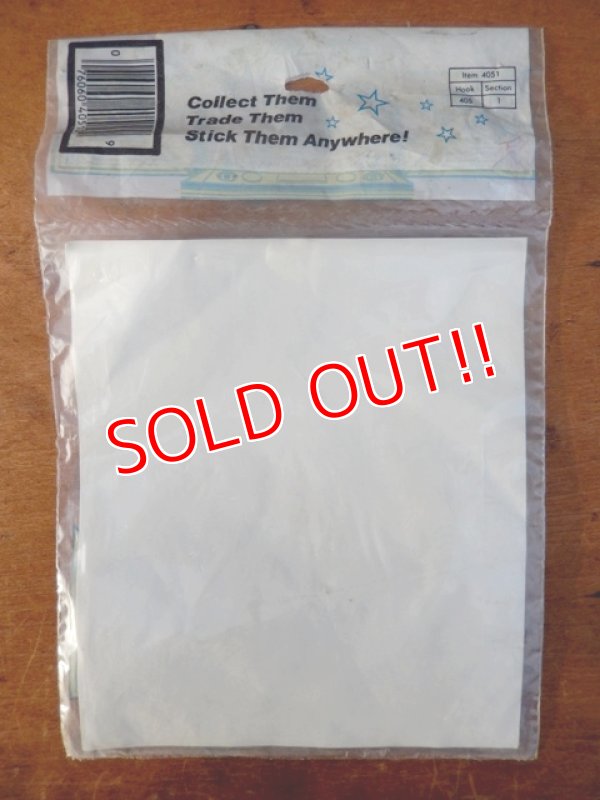 Collect Them
Trade Them
Stick Them Anywhere!
Item 4051
Hook Section
405 1
SOLD OUT!!